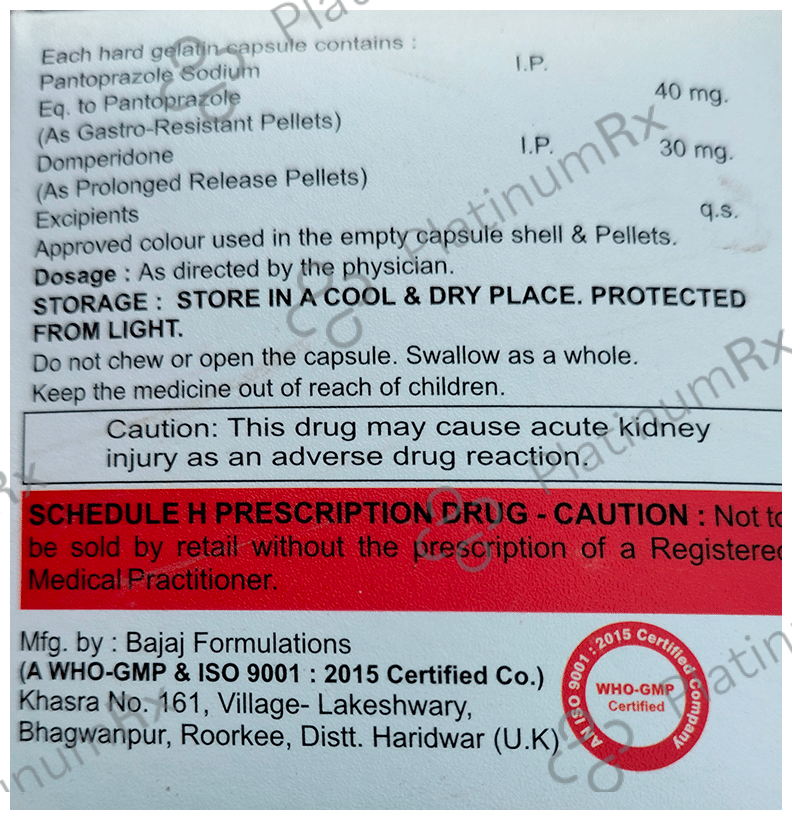 Each hard gelatin capsule contains :
Pantoprazole Sodium I.P.
Eq. to Pantoprazole 40 mg.
(As Gastro-Resistant Pellets)
Domperidone I.P. 30 mg.
(As Prolonged Release Pellets)
Excipients q.s.
Approved colour used in the empty capsule shell & Pellets.
Dosage : As directed by the physician.
STORAGE : STORE IN A COOL & DRY PLACE. PROTECTED
FROM LIGHT.
Do not chew or open the capsule. Swallow as a whole.
Keep the medicine out of reach of children.
Caution: This drug may cause acute kidney
injury as an adverse drug reaction.
SCHEDULE H PRESCRIPTION DRUG - CAUTION : Not to
be sold by retail without the prescription of a Registered
Medical Practitioner.
Mfg. by : Bajaj Formulations
(A WHO-GMP & ISO 9001 : 2015 Certified Co.)
Khasra No. 161, Village- Lakeshwary,
Bhagwanpur, Roorkee, Distt. Haridwar (U.K)
AN ISO 9001 : 2015 Certified Company
WHO-GMP
Certified
PlatinumRx
PlatinumRx
PlatinumRx
Rx
Platin
numRx